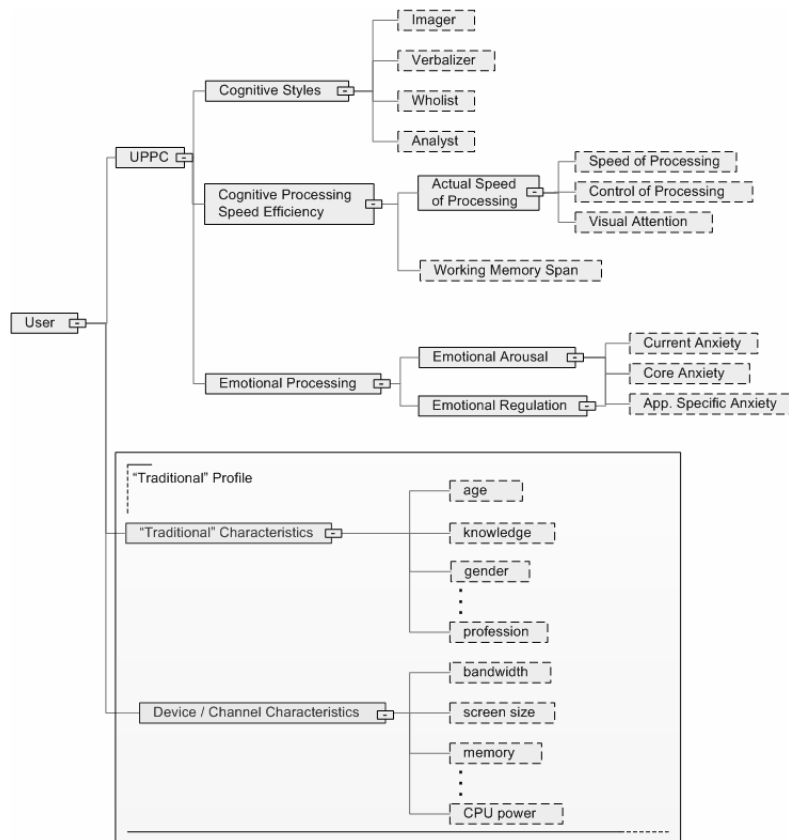 Imager
Verbalizer
Cognitive Styles
Wholist
Analyst
UPPC
Speed of Processing
Actual Speed
of Processing
Control of Processing
Cognitive Processing
Speed Efficiency
Visual Attention
Working Memory Span
User
Current Anxiety
Emotional Arousal
Core Anxiety
Emotional Processing
Emotional Regulation
App. Specific Anxiety
“Traditional” Profile
age
“Traditional” Characteristics
knowledge
gender
profession
bandwidth
Device / Channel Characteristics
screen size
memory
CPU power